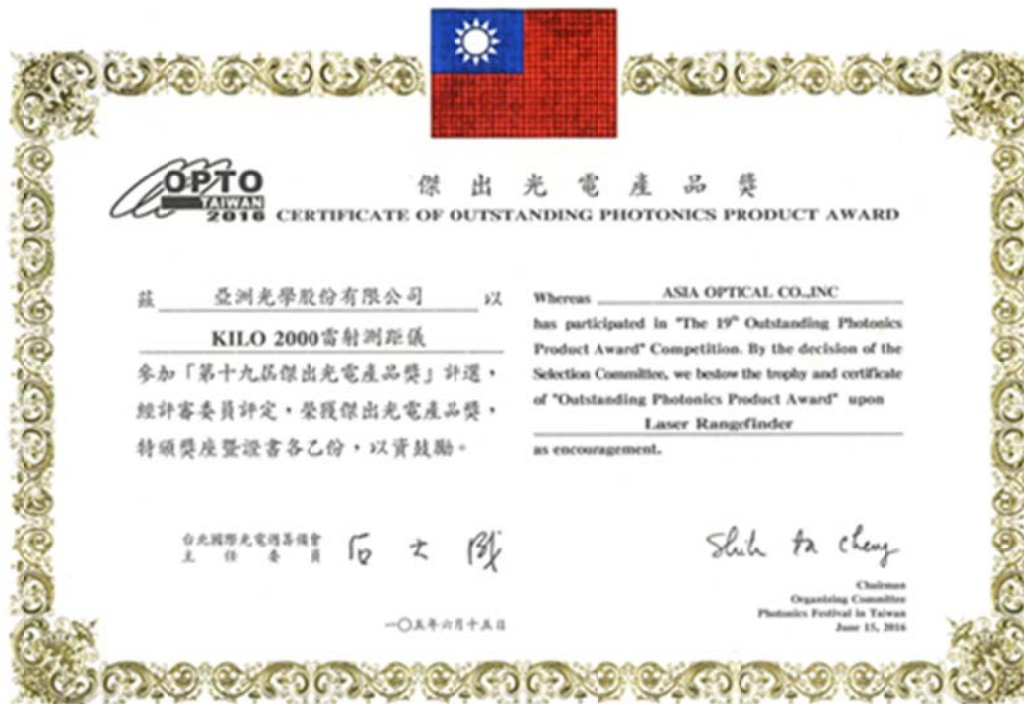 OPTO
TAIWAN
2016
傑出光電產品獎
CERTIFICATE OF OUTSTANDING PHOTONICS PRODUCT AWARD
茲 亞洲光學股份有限公司 以
KILO 2000雷射測距儀
參加「第十九屆傑出光電產品獎」評選，
經評審委員評定，榮獲傑出光電產品獎，
特頒獎座暨證書各乙份，以資鼓勵。
台北國際光電週籌備會
主任委員 石大成
一〇五年六月十五日
Whereas ASIA OPTICAL CO.,INC
has participated in "The 19th Outstanding Photonics
Product Award" Competition. By the decision of the
Selection Committee, we bestow the trophy and certificate
of "Outstanding Photonics Product Award" upon
Laser Rangefinder
as encouragement.
Shih ta Cheng
Chairman
Organizing Committee
Photonics Festival in Taiwan
June 15, 2016